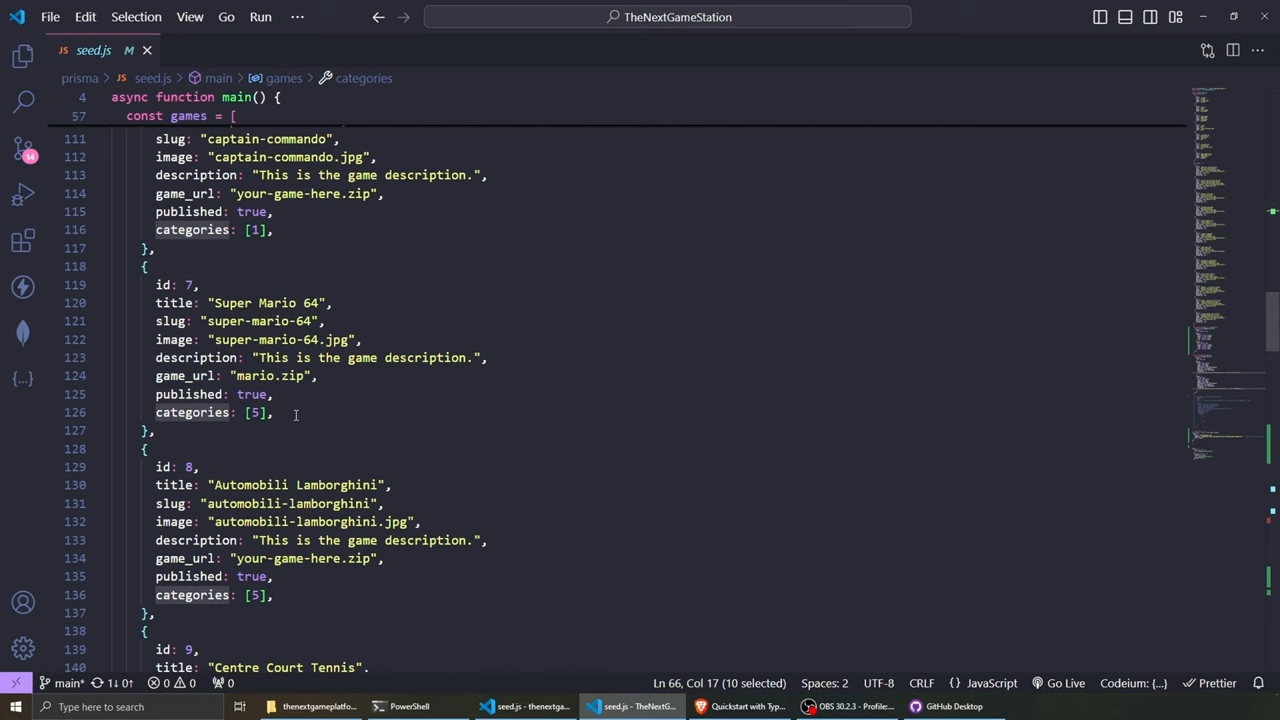 File Edit Selection View Go Run ··· TheNextGameStation
JS seed.js M
prisma > JS seed.js > main > games > categories
4 async function main() {
57 const games = [
111 slug: "captain-commando",
112 image: "captain-commando.jpg",
113 description: "This is the game description.",
114 game_url: "your-game-here.zip",
115 published: true,
116 categories: [1],
117 },
118 {
119 id: 7,
120 title: "Super Mario 64",
121 slug: "super-mario-64",
122 image: "super-mario-64.jpg",
123 description: "This is the game description.",
124 game_url: "mario.zip",
125 published: true,
126 categories: [5],
127 },
128 {
129 id: 8,
130 title: "Automobili Lamborghini",
131 slug: "automobili-lamborghini",
132 image: "automobili-lamborghini.jpg",
133 description: "This is the game description.",
134 game_url: "your-game-here.zip",
135 published: true,
136 categories: [5],
137 },
138 {
139 id: 9,
140 title: "Centre Court Tennis",
14
main* 1↓ 0↑ 0 0 0 Ln 66, Col 17 (10 selected) Spaces: 2 UTF-8 CRLF {} JavaScript Go Live Codeium: {...} Prettier
Type here to search thenextgameplatfo... PowerShell seed.js - thenextga... seed.js - TheNextG... Quickstart with Typ... OBS 30.2.3 - Profile:... GitHub Desktop